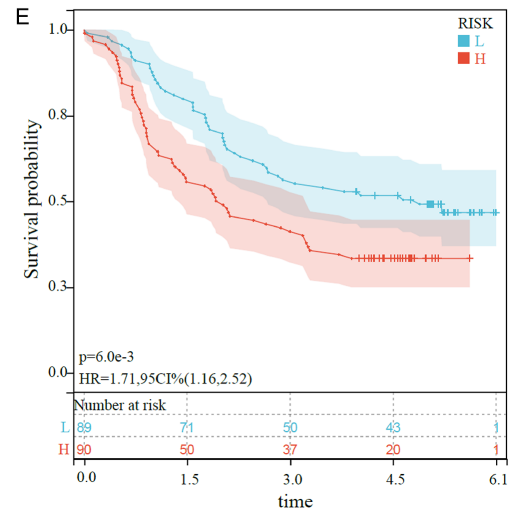 E
RISK
L
H
Survival probability
1.0
0.8
0.5
0.3
0.0
p=6.0e-3
HR=1.71,95CI%(1.16,2.52)
Number at risk
L 89 71 50 43 1
H 90 50 37 20 1
0.0 1.5 3.0 4.5 6.1
time